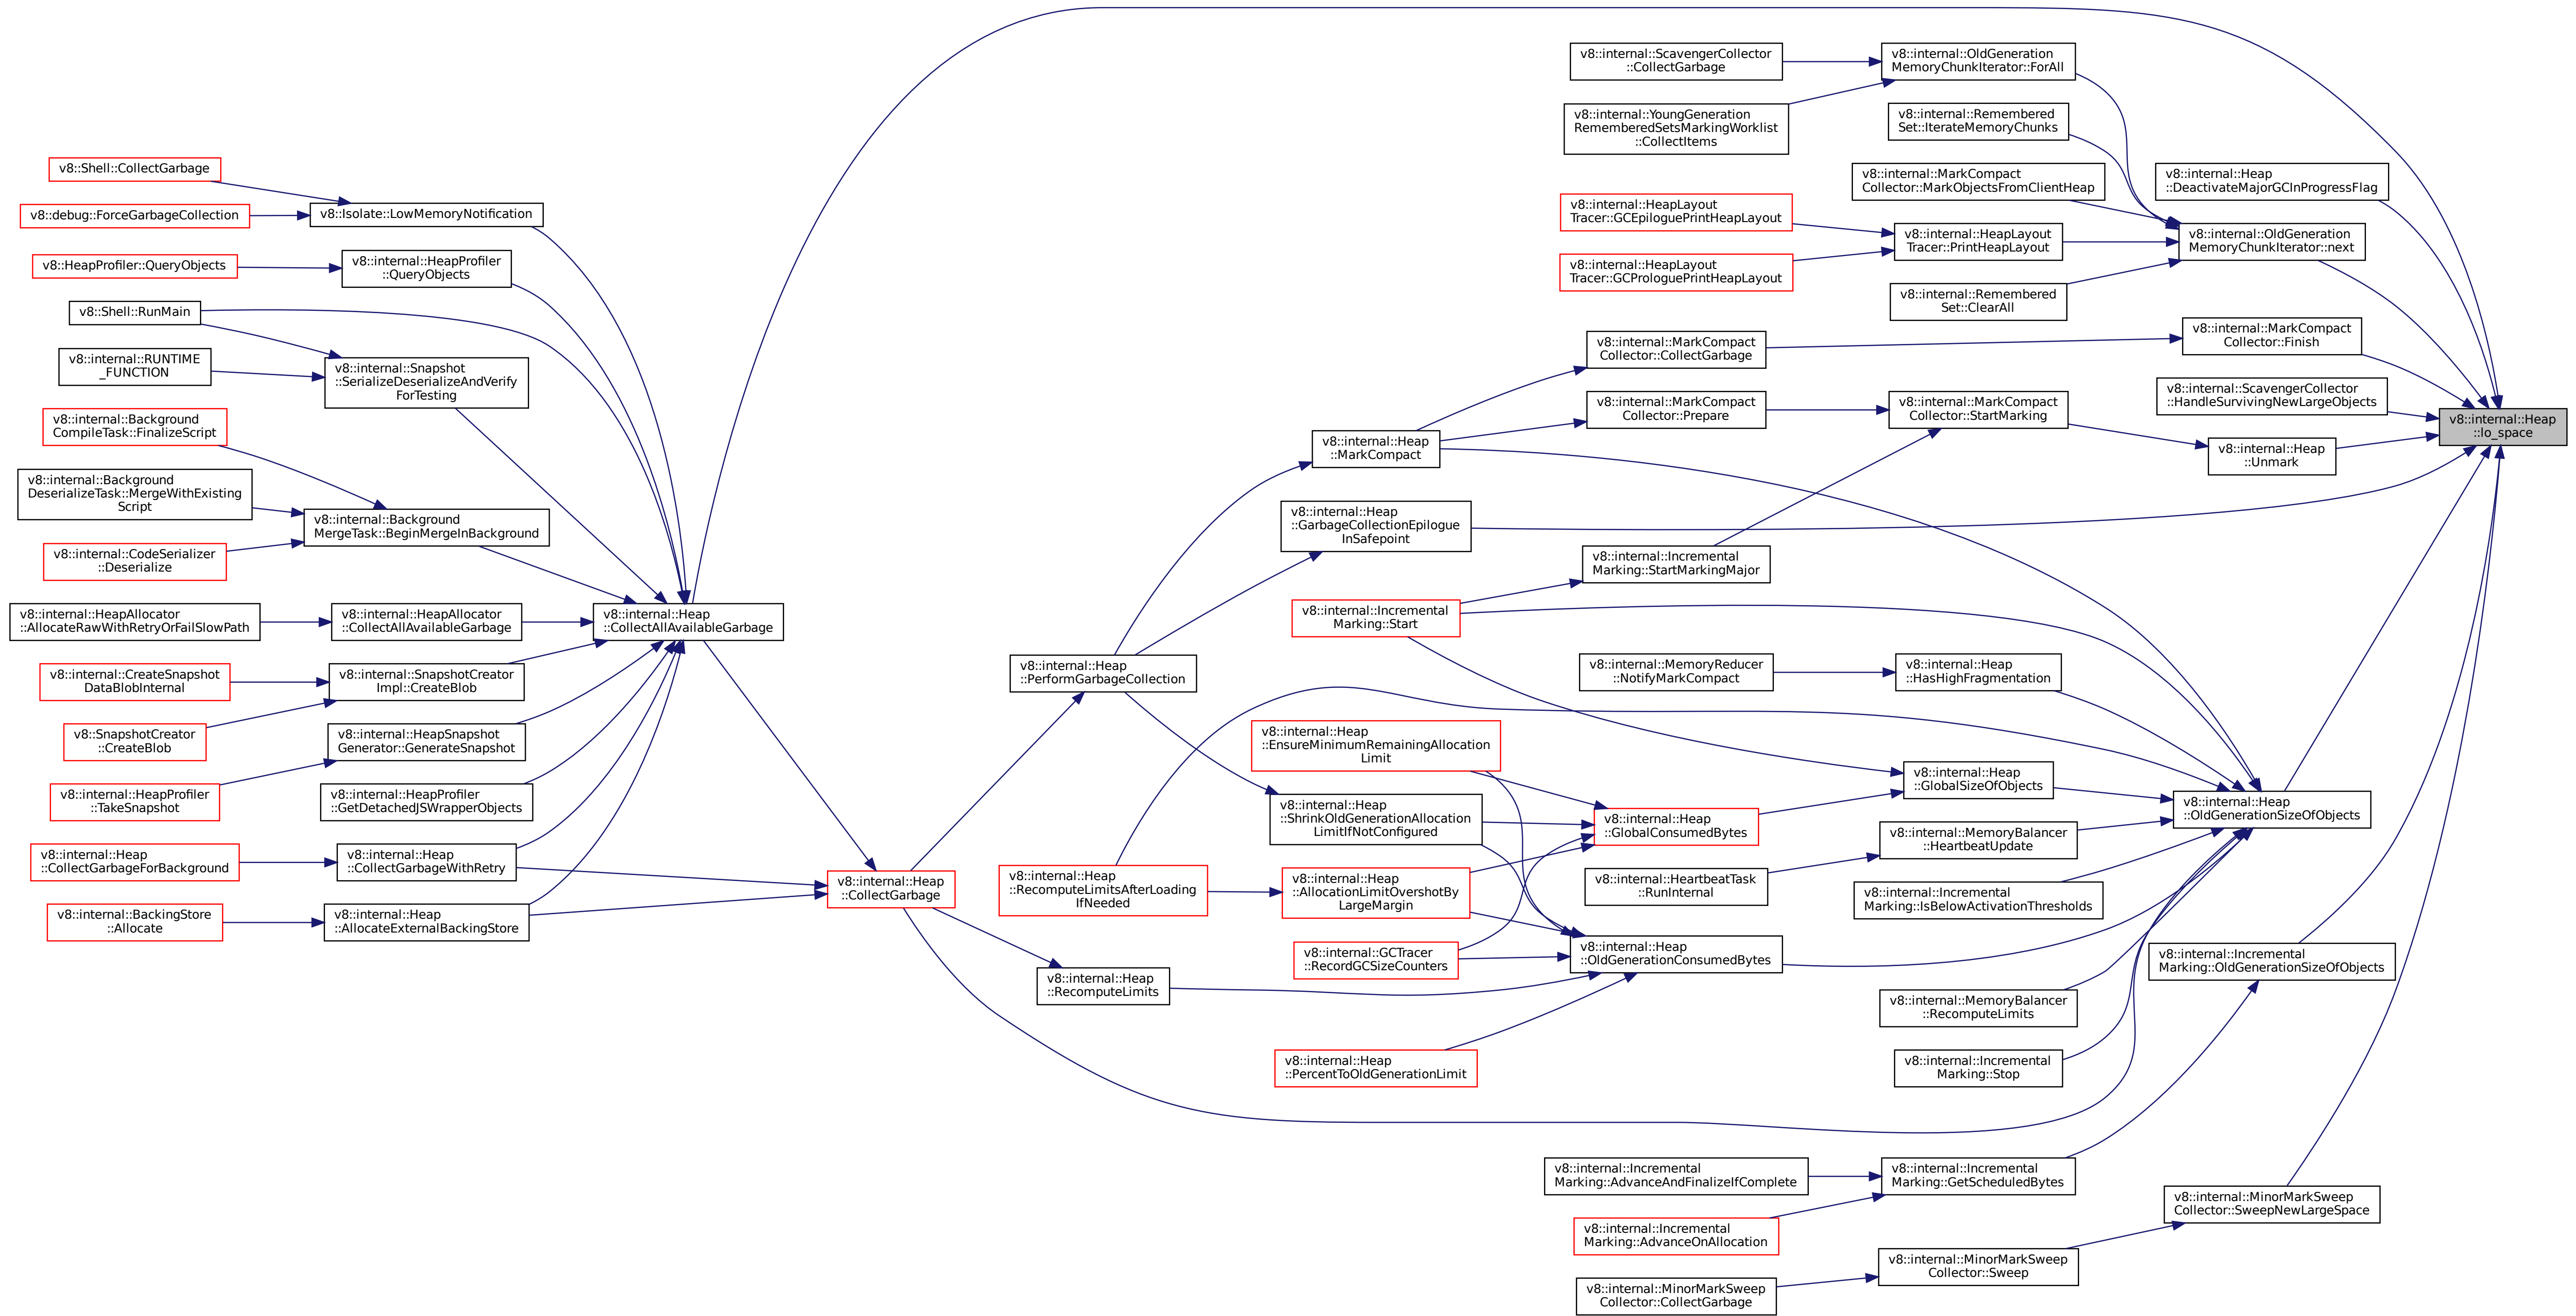 v8::internal::ScavengerCollector
::CollectGarbage
v8::internal::OldGeneration
MemoryChunkIterator::ForAll
v8::internal::YoungGeneration
RememberedSetsMarkingWorklist
::CollectItems
v8::internal::Remembered
Set::IterateMemoryChunks
v8::internal::MarkCompact
Collector::MarkObjectsFromClientHeap
v8::internal::Heap
::DeactivateMajorGCInProgressFlag
v8::internal::HeapLayout
Tracer::GCEpiloguePrintHeapLayout
v8::internal::HeapLayout
Tracer::PrintHeapLayout
v8::internal::OldGeneration
MemoryChunkIterator::next
v8::internal::HeapLayout
Tracer::GCProloguePrintHeapLayout
v8::internal::Remembered
Set::ClearAll
v8::internal::MarkCompact
Collector::CollectGarbage
v8::internal::MarkCompact
Collector::Finish
v8::internal::ScavengerCollector
::HandleSurvivingNewLargeObjects
v8::internal::Heap
::lo_space
v8::internal::MarkCompact
Collector::Prepare
v8::internal::MarkCompact
Collector::StartMarking
v8::internal::Heap
::Unmark
v8::internal::Heap
::MarkCompact
v8::internal::Heap
::GarbageCollectionEpilogue
InSafepoint
v8::internal::Incremental
Marking::StartMarkingMajor
v8::internal::Incremental
Marking::Start
v8::Shell::CollectGarbage
v8::debug::ForceGarbageCollection
v8::Isolate::LowMemoryNotification
v8::HeapProfiler::QueryObjects
v8::internal::HeapProfiler
::QueryObjects
v8::Shell::RunMain
v8::internal::RUNTIME
_FUNCTION
v8::internal::Snapshot
::SerializeDeserializeAndVerify
ForTesting
v8::internal::Background
CompileTask::FinalizeScript
v8::internal::Background
DeserializeTask::MergeWithExisting
Script
v8::internal::Background
MergeTask::BeginMergeInBackground
v8::internal::CodeSerializer
::Deserialize
v8::internal::HeapAllocator
::AllocateRawWithRetryOrFailSlowPath
v8::internal::HeapAllocator
::CollectAllAvailableGarbage
v8::internal::Heap
::CollectAllAvailableGarbage
v8::internal::CreateSnapshot
DataBlobInternal
v8::internal::SnapshotCreator
Impl::CreateBlob
v8::SnapshotCreator
::CreateBlob
v8::internal::HeapSnapshot
Generator::GenerateSnapshot
v8::internal::HeapProfiler
::TakeSnapshot
v8::internal::HeapProfiler
::GetDetachedJSWrapperObjects
v8::internal::Heap
::CollectGarbageForBackground
v8::internal::Heap
::CollectGarbageWithRetry
v8::internal::BackingStore
::Allocate
v8::internal::Heap
::AllocateExternalBackingStore
v8::internal::Heap
::CollectGarbage
v8::internal::Heap
::PerformGarbageCollection
v8::internal::MemoryReducer
::NotifyMarkCompact
v8::internal::Heap
::HasHighFragmentation
v8::internal::Heap
::EnsureMinimumRemainingAllocation
Limit
v8::internal::Heap
::ShrinkOldGenerationAllocation
LimitIfNotConfigured
v8::internal::Heap
::GlobalConsumedBytes
v8::internal::Heap
::GlobalSizeOfObjects
v8::internal::Heap
::OldGenerationSizeOfObjects
v8::internal::MemoryBalancer
::HeartbeatUpdate
v8::internal::HeartbeatTask
::RunInternal
v8::internal::Heap
::RecomputeLimitsAfterLoading
IfNeeded
v8::internal::Heap
::AllocationLimitOvershotBy
LargeMargin
v8::internal::Incremental
Marking::IsBelowActivationThresholds
v8::internal::GCTracer
::RecordGCSizeCounters
v8::internal::Heap
::OldGenerationConsumedBytes
v8::internal::Incremental
Marking::OldGenerationSizeOfObjects
v8::internal::Heap
::RecomputeLimits
v8::internal::MemoryBalancer
::RecomputeLimits
v8::internal::Heap
::PercentToOldGenerationLimit
v8::internal::Incremental
Marking::Stop
v8::internal::Incremental
Marking::AdvanceAndFinalizeIfComplete
v8::internal::Incremental
Marking::GetScheduledBytes
v8::internal::Incremental
Marking::AdvanceOnAllocation
v8::internal::MinorMarkSweep
Collector::SweepNewLargeSpace
v8::internal::MinorMarkSweep
Collector::Sweep
v8::internal::MinorMarkSweep
Collector::CollectGarbage